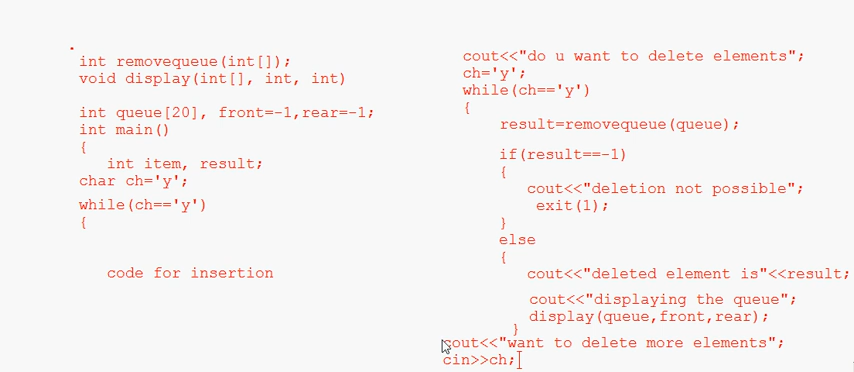 int removequeue(int[]);
void display(int[], int, int)
int queue[20], front=-1,rear=-1;
int main()
{
int item, result;
char ch='y';
while(ch=='y')
{
code for insertion
cout<<"do u want to delete elements";
ch='y';
while(ch=='y')
{
result=removequeue(queue);
if(result==-1)
{
cout<<"deletion not possible";
exit(1);
}
else
{
cout<<"deleted element is"<<result;
cout<<"displaying the queue";
display(queue,front,rear);
}
cout<<"want to delete more elements";
cin>>ch;